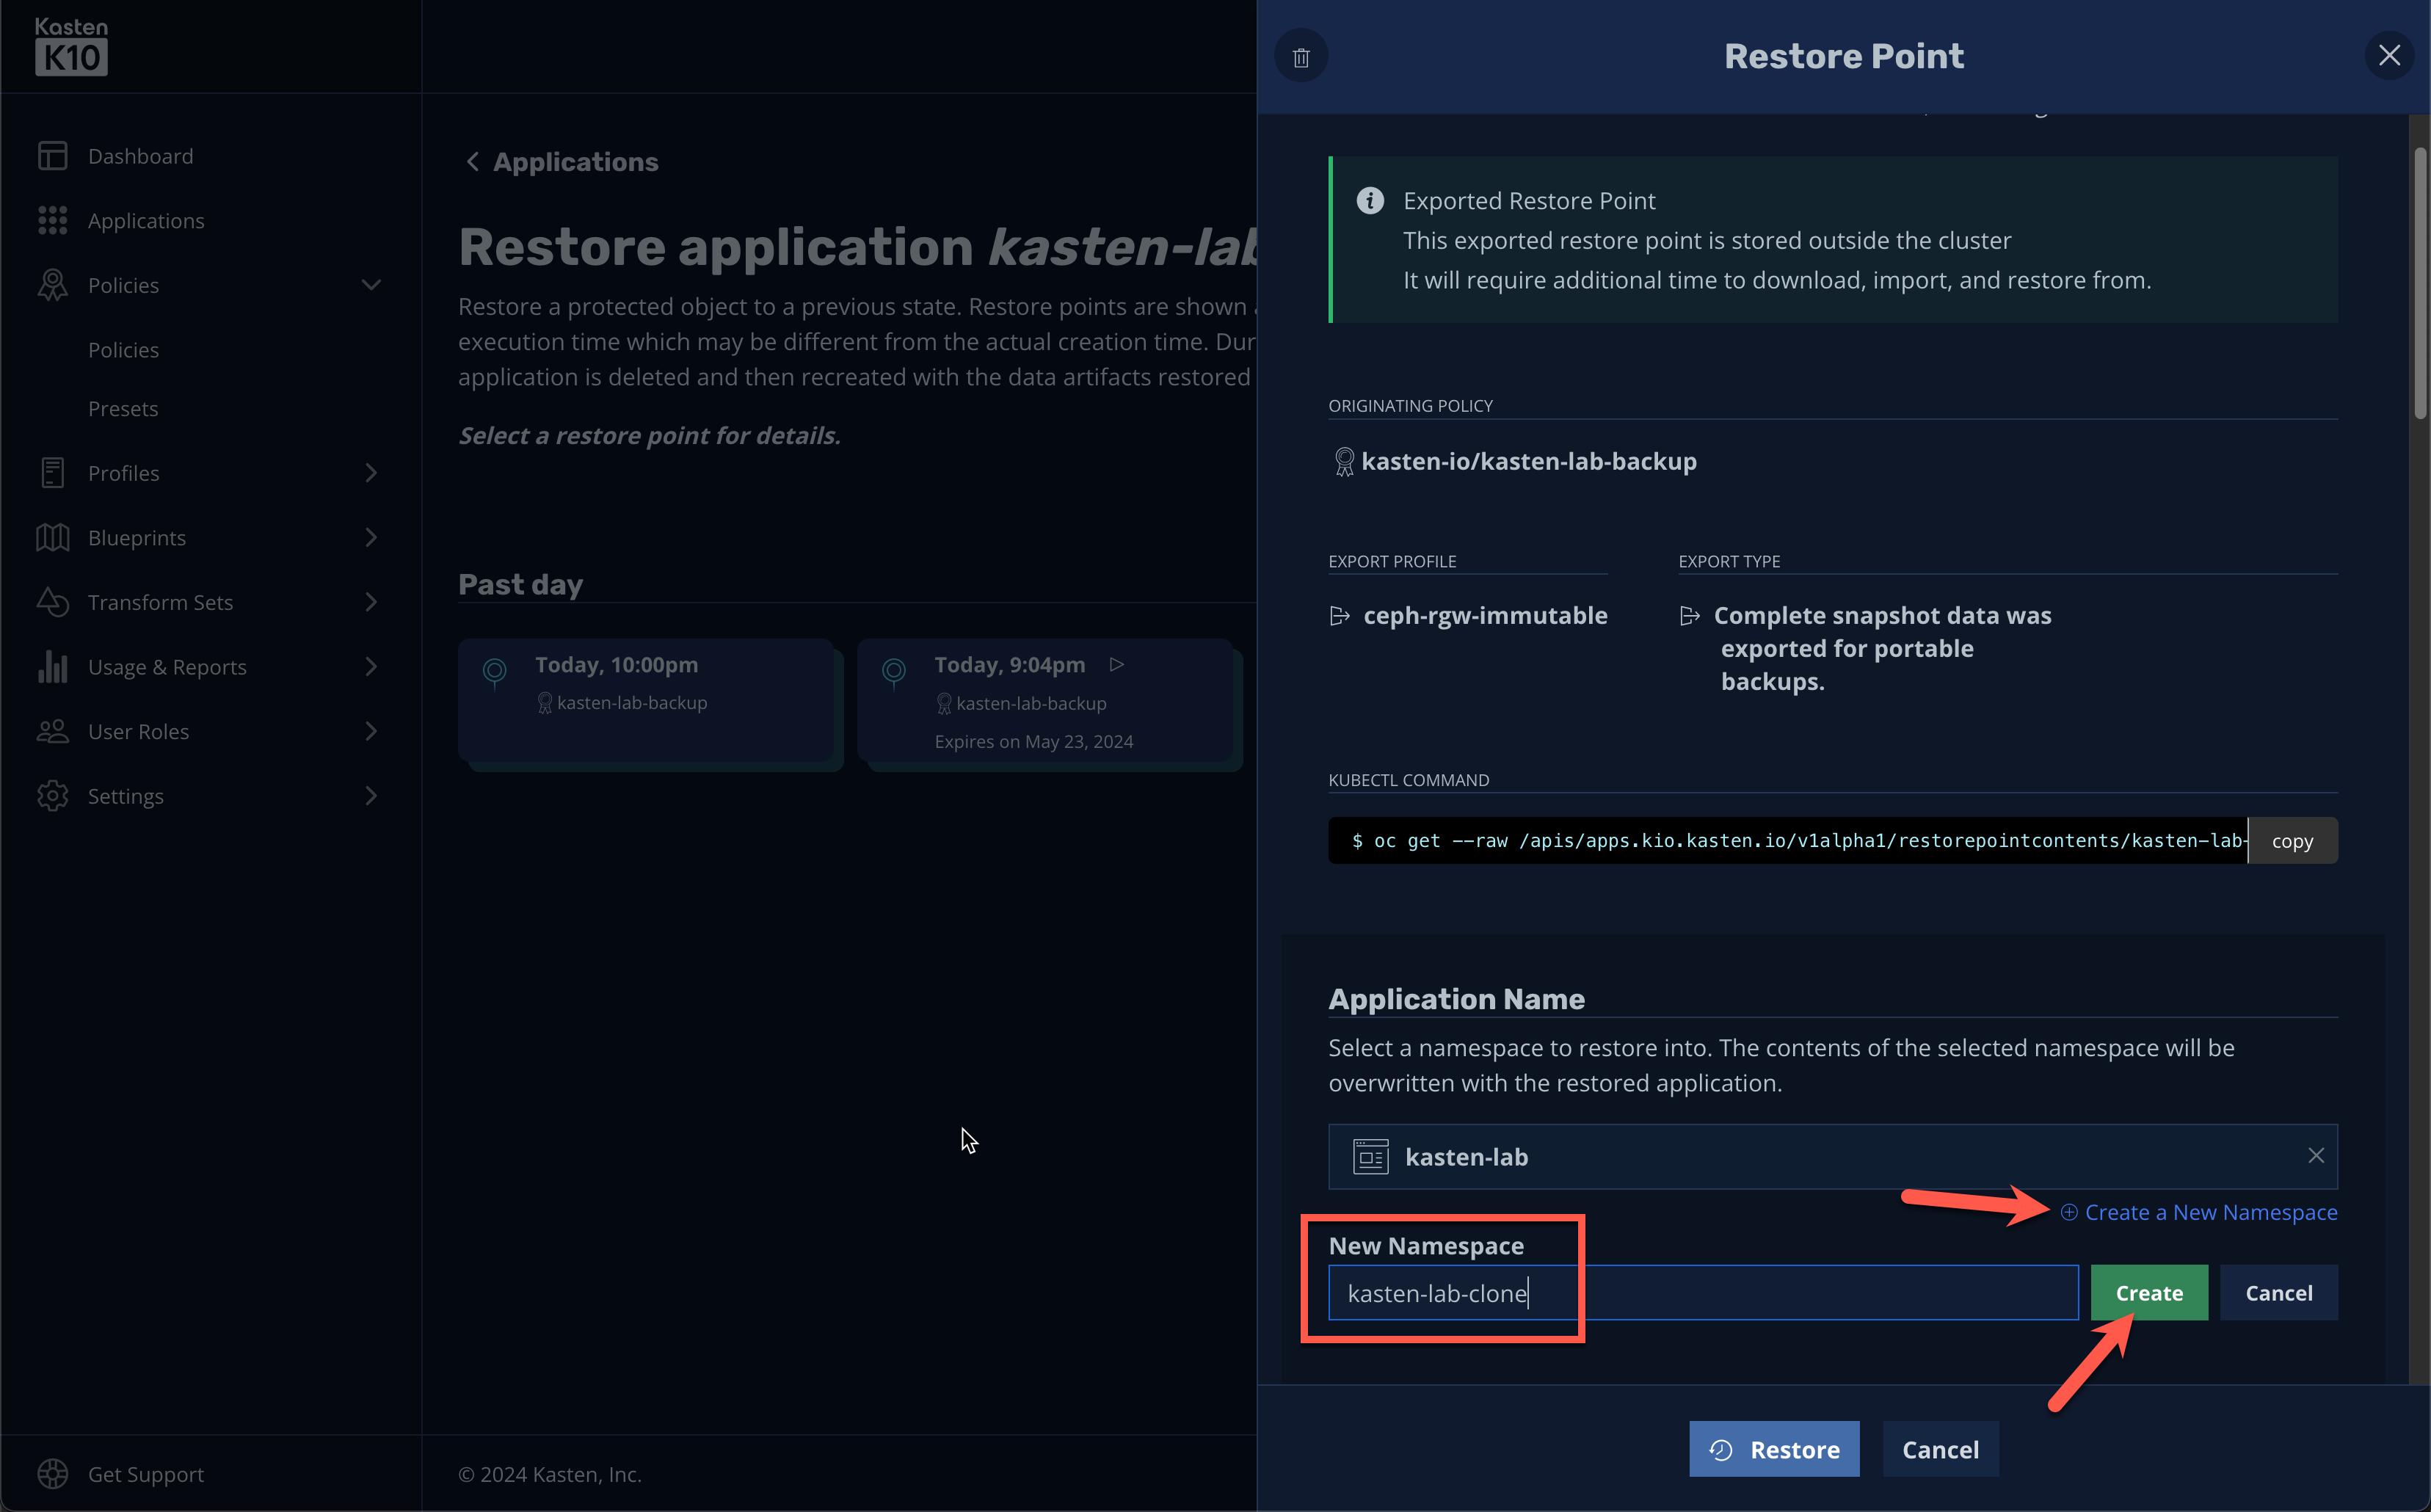 Kasten
K10
Dashboard
Applications
Policies
Policies
Presets
Profiles
Blueprints
Transform Sets
Usage & Reports
User Roles
Settings
Get Support
Applications
Restore application kasten-lab
Restore a protected object to a previous state. Restore points are shown
execution time which may be different from the actual creation time. Dur
application is deleted and then recreated with the data artifacts restored
Select a restore point for details.
Past day
Today, 10:00pm
kasten-lab-backup
Today, 9:04pm
kasten-lab-backup
Expires on May 23, 2024
© 2024 Kasten, Inc.
Restore Point
Exported Restore Point
This exported restore point is stored outside the cluster
It will require additional time to download, import, and restore from.
ORIGINATING POLICY
kasten-io/kasten-lab-backup
EXPORT PROFILE
ceph-rgw-immutable
EXPORT TYPE
Complete snapshot data was
exported for portable
backups.
KUBECTL COMMAND
$ oc get --raw /apis/apps.kio.kasten.io/v1alpha1/restorepointcontents/kasten-lab-
copy
Application Name
Select a namespace to restore into. The contents of the selected namespace will be
overwritten with the restored application.
kasten-lab
Create a New Namespace
New Namespace
kasten-lab-clone
Create
Cancel
Restore
Cancel